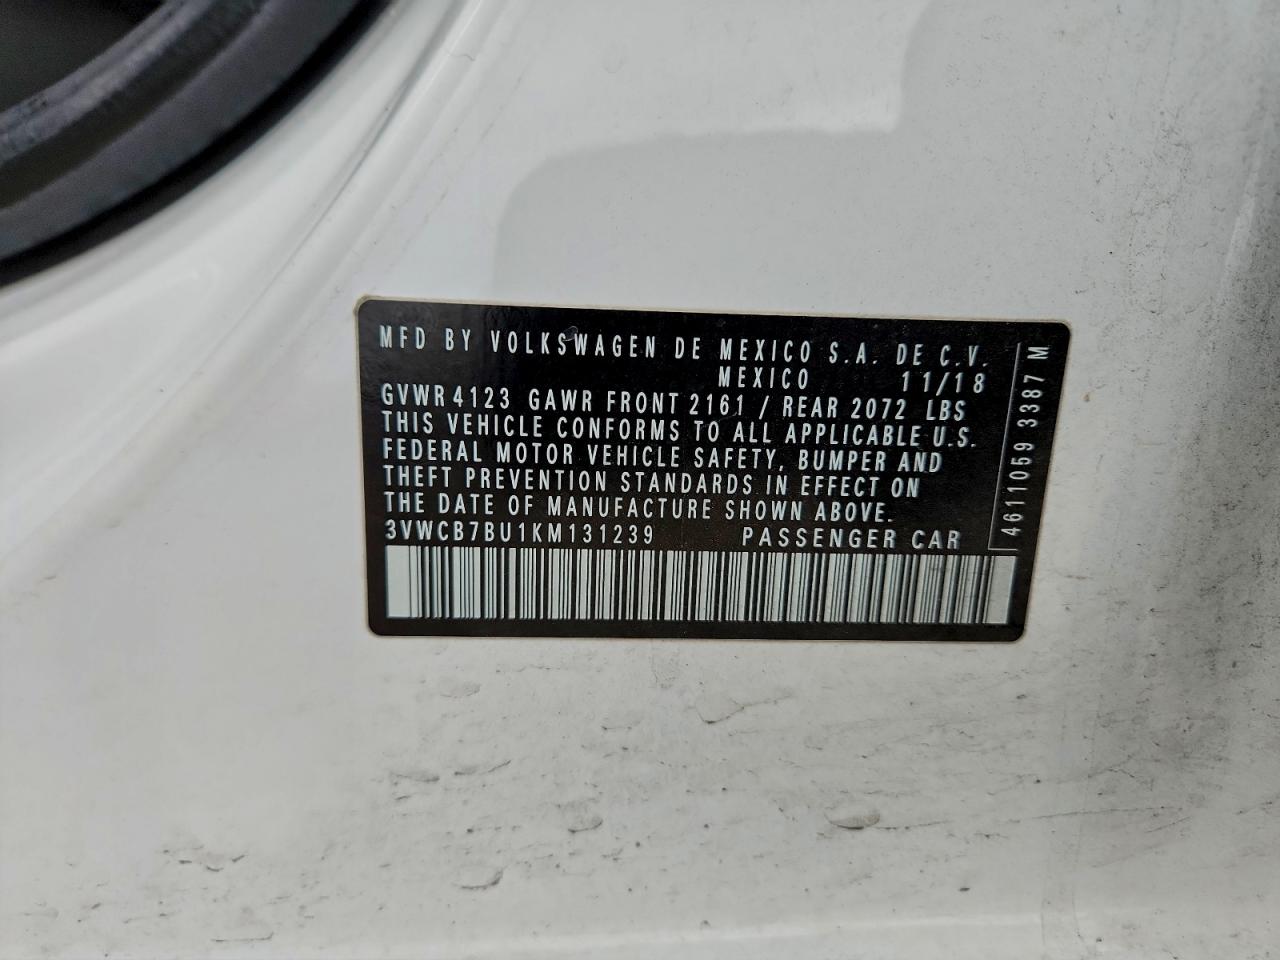 MFD BY VOLKSWAGEN DE MEXICO S.A. DE C.V.
MEXICO 11/18
GVWR 4123 GAWR FRONT 2161 / REAR 2072 LBS
THIS VEHICLE CONFORMS TO ALL APPLICABLE U.S.
FEDERAL MOTOR VEHICLE SAFETY, BUMPER AND
THEFT PREVENTION STANDARDS IN EFFECT ON
THE DATE OF MANUFACTURE SHOWN ABOVE.
3VWCB7BU1KM131239 PASSENGER CAR
4611059 3387 M